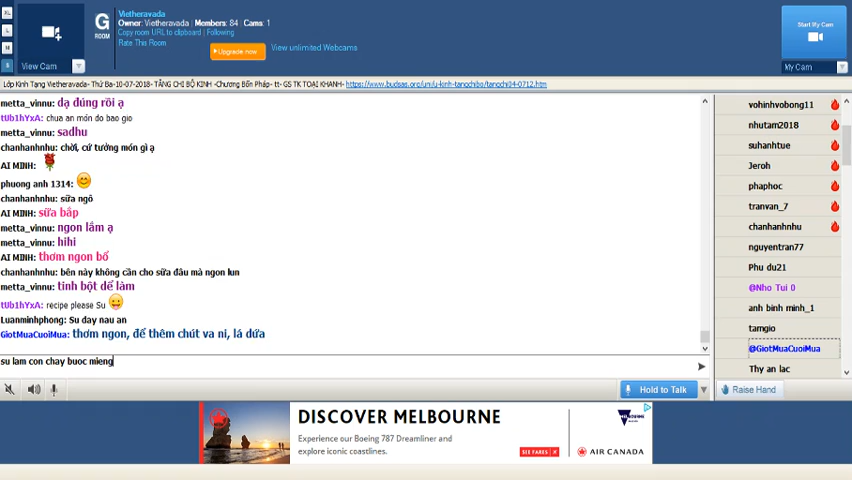 XL
L
M
S
View Cam
G
ROOM
Vietheravada
Owner: Vietheravada | Members: 84 | Cams: 1
Copy room URL to clipboard | Following
Rate This Room
Upgrade now
View unlimited Webcams
Start My Cam
My Cam
Lớp Kinh Tạng Vietheravada- Thứ Ba-10-07-2018- TĂNG CHI BỘ KINH -Chương Bốn Pháp- tt- GS TK TOẠI KHANH- https://www.budsas.org/uni/u-kinh-tangchibo/tangchi04-0712.htm
metta_vinnu: dạ đúng rồi ạ
tUb1hYxA: chua an món do bao gio
metta_vinnu: sadhu
chanhanhnhu: chời, cứ tưởng món gì ạ
AI MINH:
phuong anh 1314:
chanhanhnhu: sữa ngô
AI MINH: sữa bắp
metta_vinnu: ngon lắm ạ
metta_vinnu: hihi
AI MINH: thơm ngon bổ
chanhanhnhu: bên này không cần cho sữa đâu mà ngon lun
metta_vinnu: tinh bột dể làm
tUb1hYxA: recipe please Su
Luanminhphong: Su day nau an
GiotMuaCuoiMua: thơm ngon, để thêm chút va ni, lá dứa
su lam con chay buoc mieng
vohinhvobong11
nhutam2018
suhanhtue
Jeroh
phaphoc
tranvan_7
chanhanhnhu
nguyentran77
Phu du21
@Nho Tui 0
anh binh minh_1
tamgio
@GiotMuaCuoiMua
Thy an lac
Hold to Talk
Raise Hand
DISCOVER MELBOURNE
Experience our Boeing 787 Dreamliner and
explore iconic coastlines.
SEE FARES
MELBOURNE
AIR CANADA